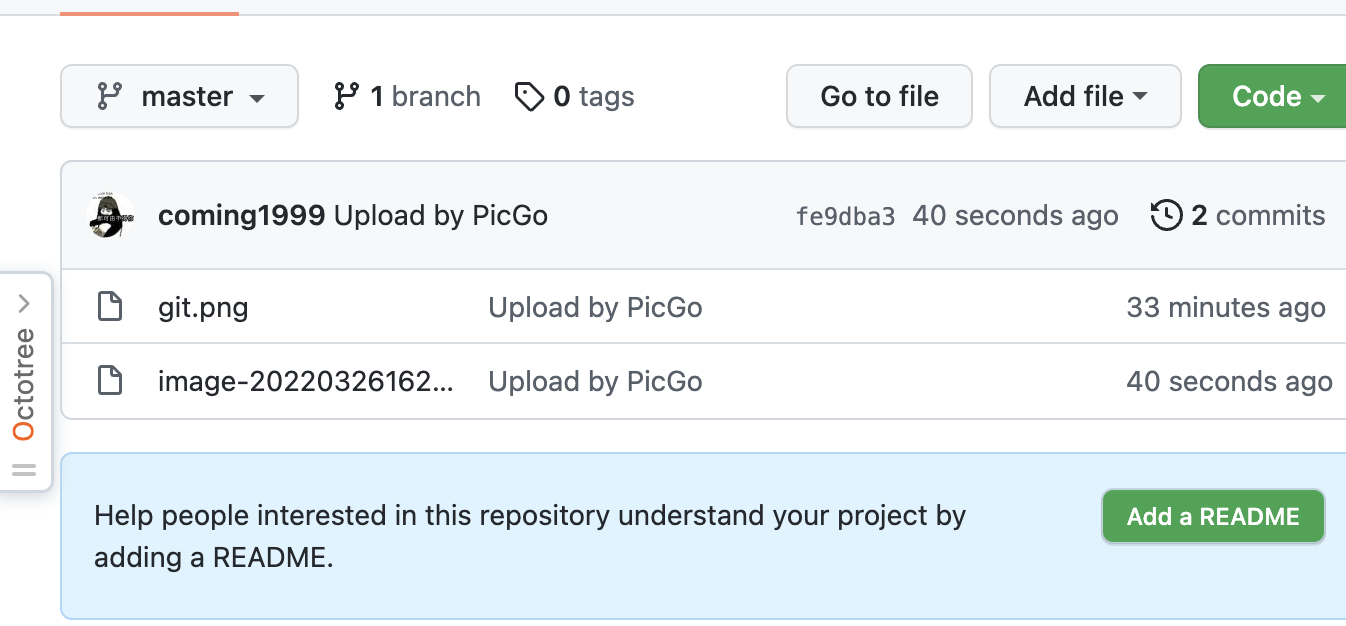 master
1 branch
0 tags
Go to file
Add file
Code
coming1999 Upload by PicGo
fe9dba3 40 seconds ago
2 commits
git.png
Upload by PicGo
33 minutes ago
image-20220326162...
Upload by PicGo
40 seconds ago
Octotree
Help people interested in this repository understand your project by
adding a README.
Add a README